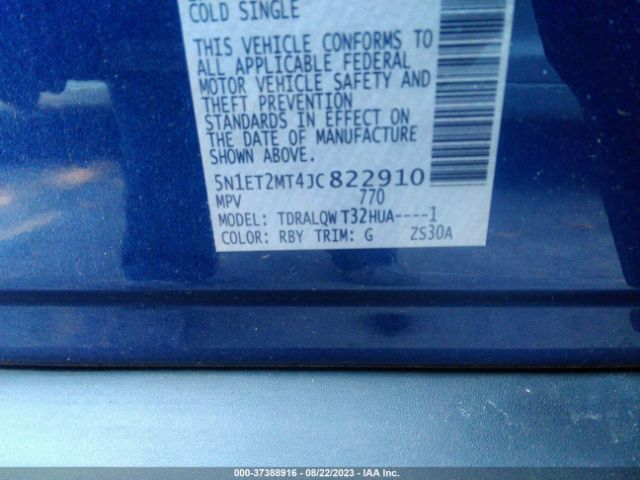 COLD SINGLE
THIS VEHICLE CONFORMS TO
ALL APPLICABLE FEDERAL
MOTOR VEHICLE SAFETY AND
THEFT PREVENTION
STANDARDS IN EFFECT ON
THE DATE OF MANUFACTURE
SHOWN ABOVE.
5N1ET2MT4JC822910
MPV 770
MODEL: TDRALQW T32HUA----1
COLOR: RBY TRIM: G ZS30A
000-37388916 - 08/22/2023 - IAA Inc.